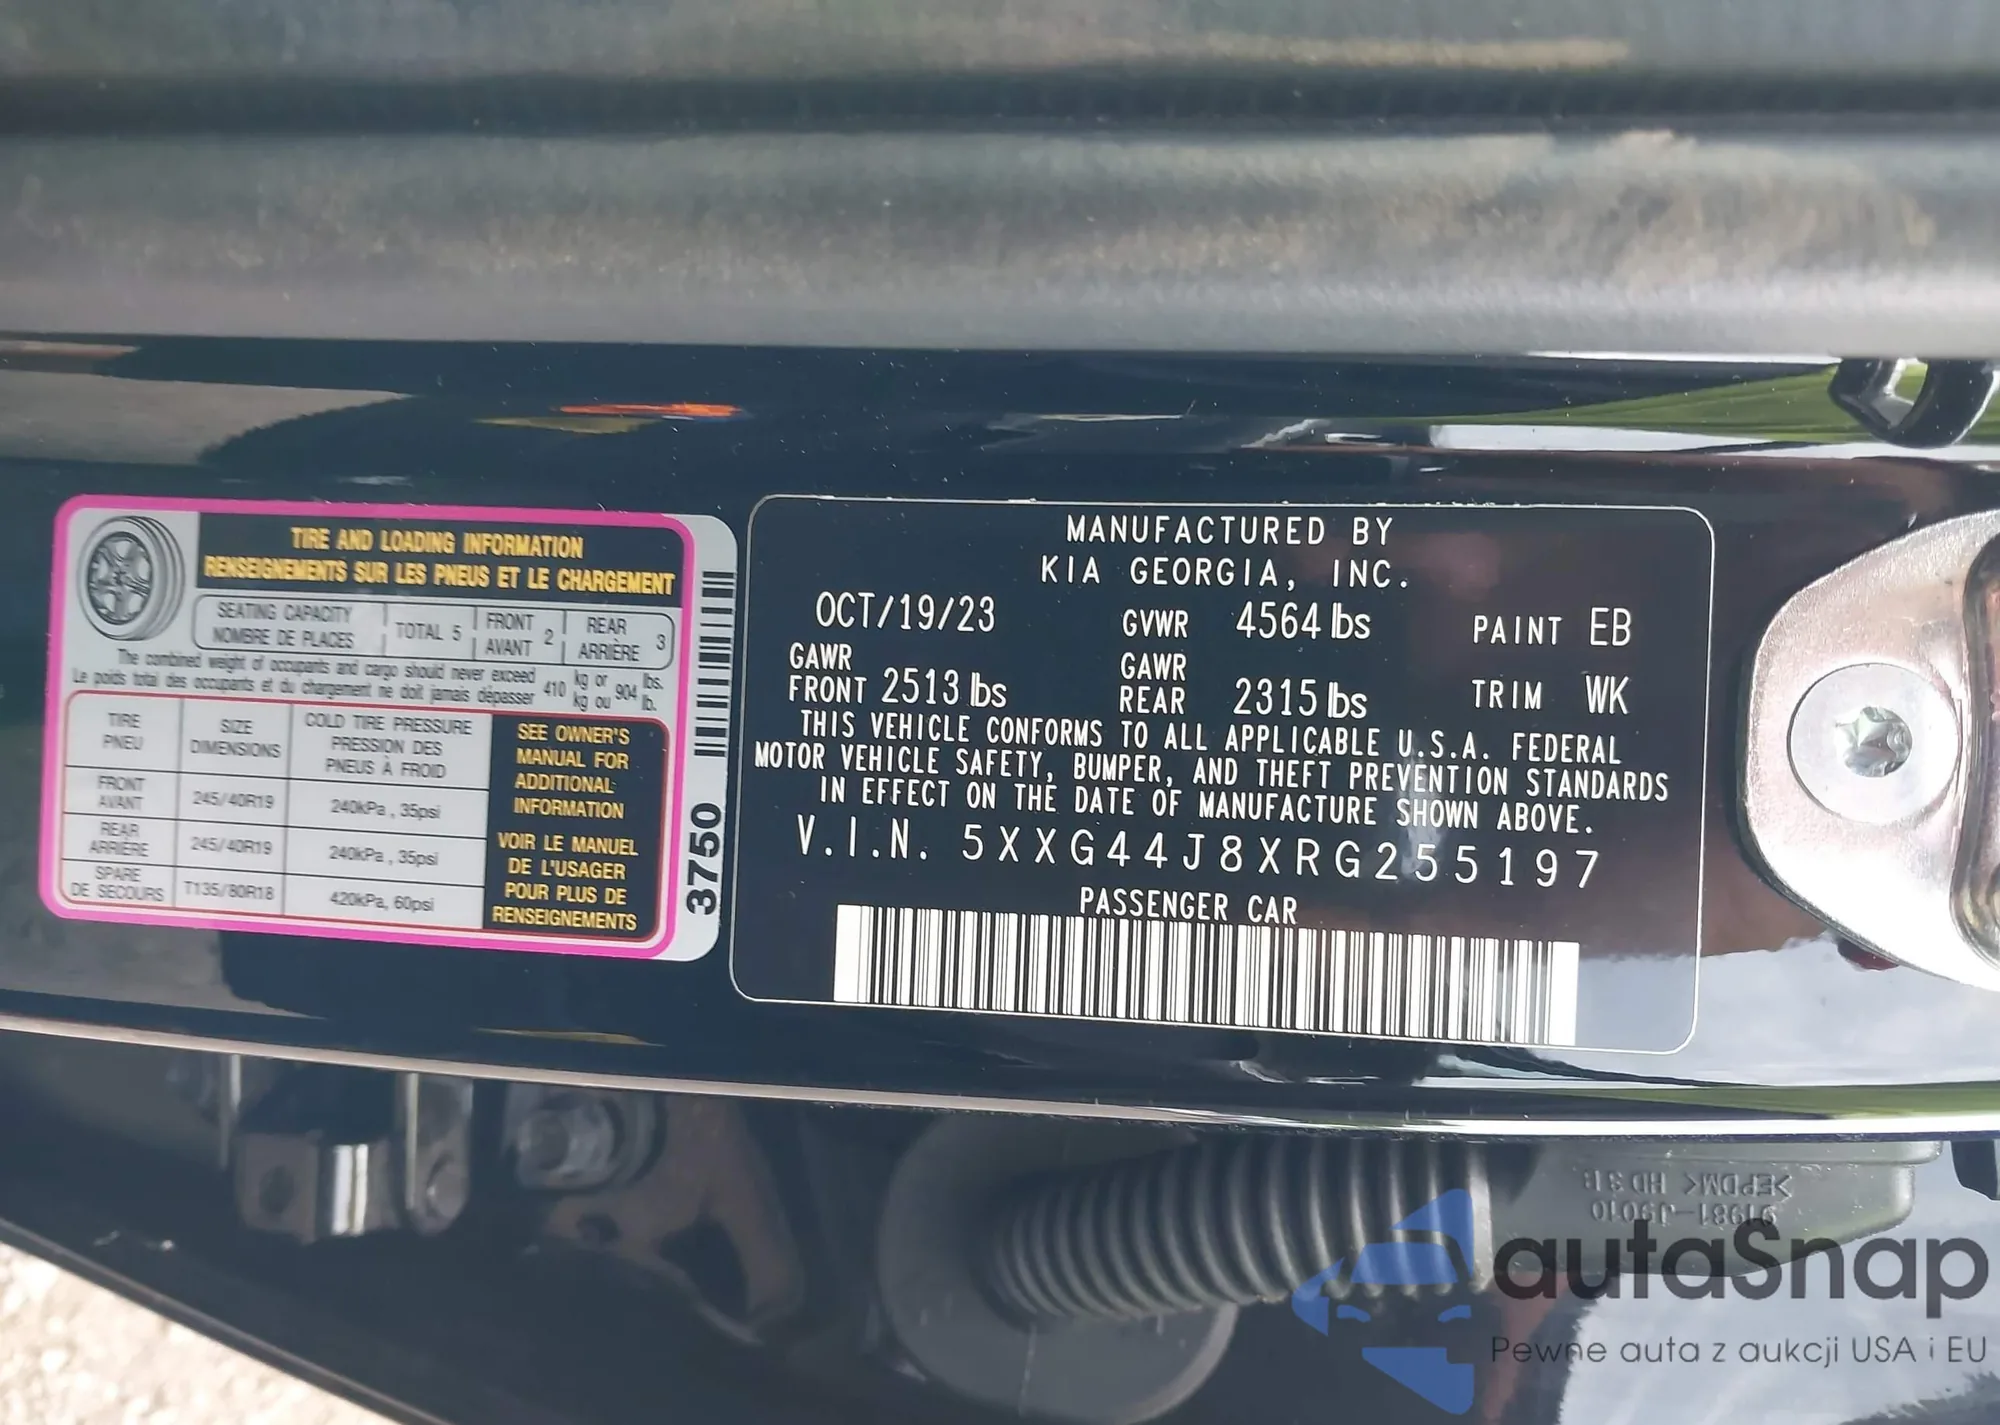 TIRE AND LOADING INFORMATION
RENSEIGNEMENTS SUR LES PNEUS ET LE CHARGEMENT
SEATING CAPACITY
NOMBRE DE PLACES
TOTAL 5
FRONT
AVANT 2
REAR
ARRIÈRE 3
The combined weight of occupants and cargo should never exceed 410 kg or 904 lbs.
Le poids total des occupants et du chargement ne doit jamais dépasser kg ou lb.
TIRE
PNEU
SIZE
DIMENSIONS
COLD TIRE PRESSURE
PRESSION DES
PNEUS À FROID
FRONT
AVANT
245/40R19
240kPa, 35psi
REAR
ARRIÈRE
245/40R19
240kPa, 35psi
SPARE
DE SECOURS
T135/80R18
420kPa, 60psi
SEE OWNER'S
MANUAL FOR
ADDITIONAL
INFORMATION
VOIR LE MANUEL
DE L'USAGER
POUR PLUS DE
RENSEIGNEMENTS
3750
MANUFACTURED BY
KIA GEORGIA, INC.
OCT/19/23 GVWR 4564 lbs PAINT EB
GAWR
FRONT 2513 lbs
GAWR
REAR 2315 lbs
TRIM WK
THIS VEHICLE CONFORMS TO ALL APPLICABLE U.S.A. FEDERAL
MOTOR VEHICLE SAFETY, BUMPER, AND THEFT PREVENTION STANDARDS
IN EFFECT ON THE DATE OF MANUFACTURE SHOWN ABOVE.
V.I.N. 5XXG44J8XRG255197
PASSENGER CAR
91981-J9010
>EPDM< HD 3 B
autaSnap
Pewne auta z aukcji USA i EU